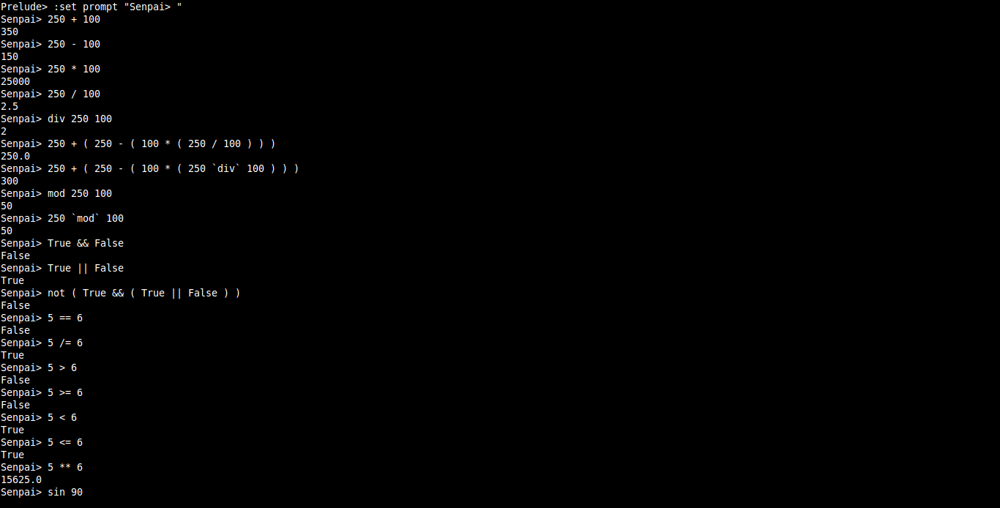 Prelude> :set prompt "Senpai> "
Senpai> 250 + 100
350
Senpai> 250 - 100
150
Senpai> 250 * 100
25000
Senpai> 250 / 100
2.5
Senpai> div 250 100
2
Senpai> 250 + ( 250 - ( 100 * ( 250 / 100 ) ) )
250.0
Senpai> 250 + ( 250 - ( 100 * ( 250 `div` 100 ) ) )
300
Senpai> mod 250 100
50
Senpai> 250 `mod` 100
50
Senpai> True && False
False
Senpai> True || False
True
Senpai> not ( True && ( True || False ) )
False
Senpai> 5 == 6
False
Senpai> 5 /= 6
True
Senpai> 5 > 6
False
Senpai> 5 >= 6
False
Senpai> 5 < 6
True
Senpai> 5 <= 6
True
Senpai> 5 ** 6
15625.0
Senpai> sin 90